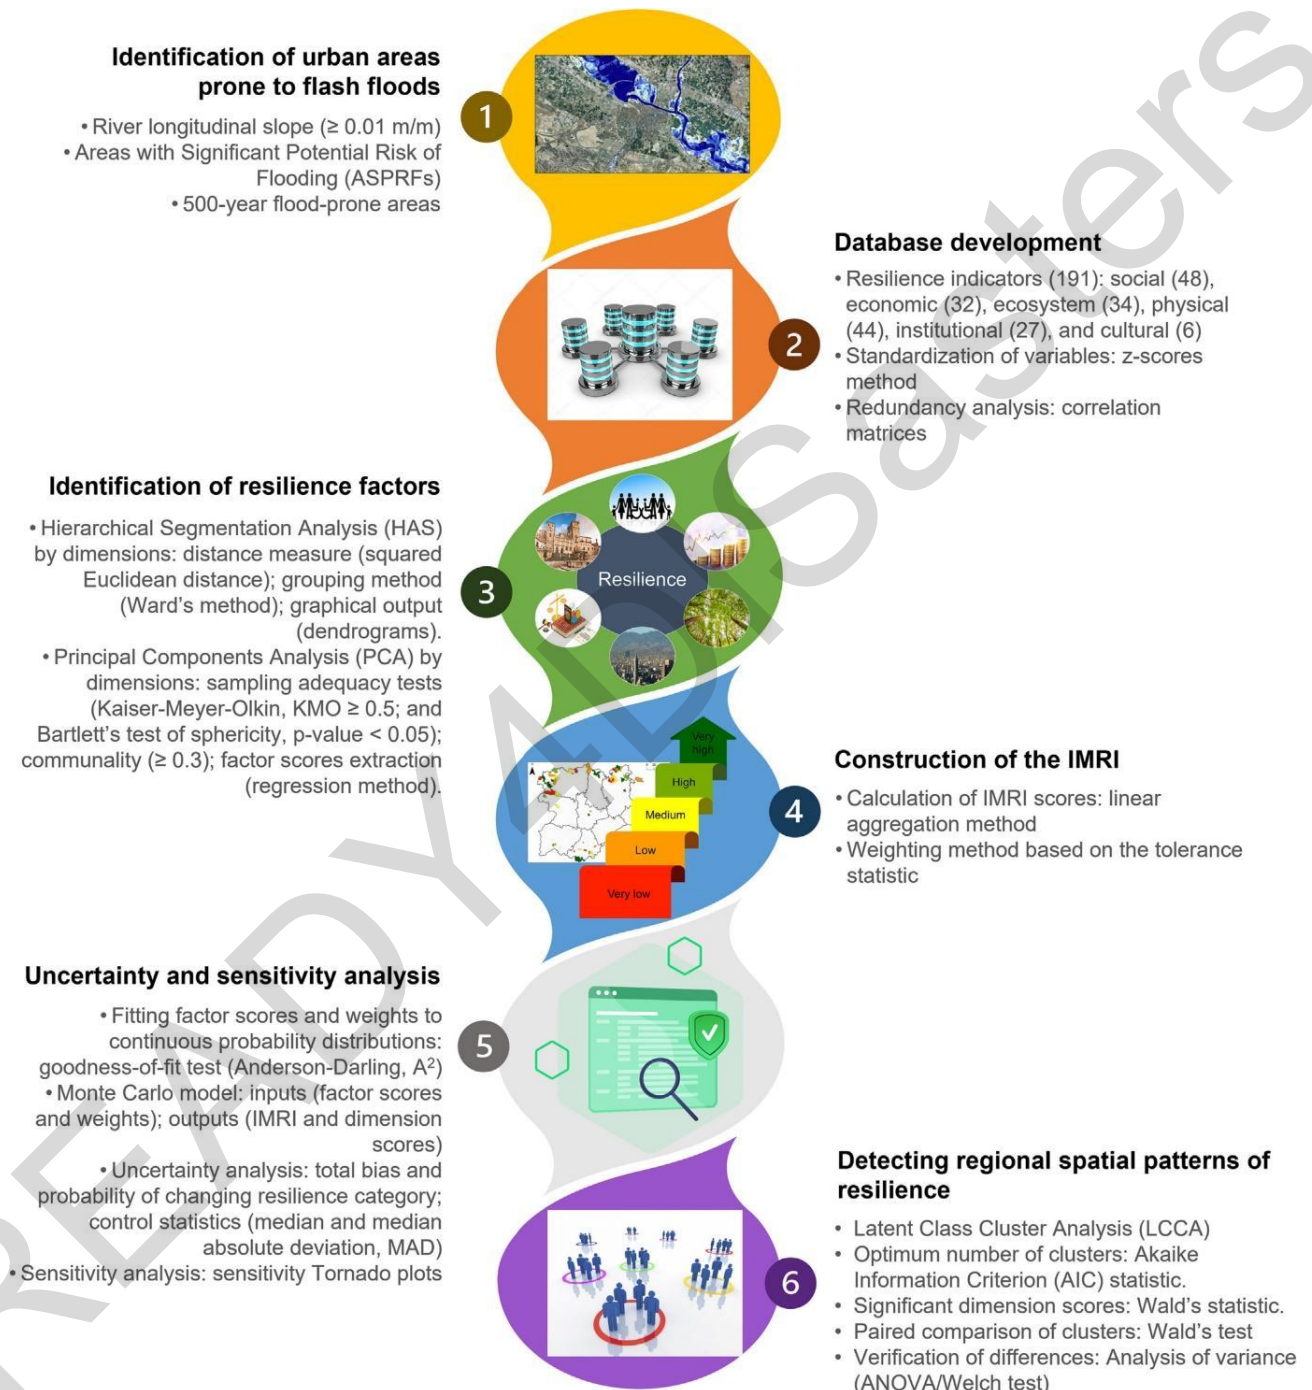 Identification of urban areas
prone to flash floods
• River longitudinal slope (≥ 0.01 m/m)
• Areas with Significant Potential Risk of
Flooding (ASPRFs)
• 500-year flood-prone areas
1
Database development
• Resilience indicators (191): social (48),
economic (32), ecosystem (34), physical
(44), institutional (27), and cultural (6)
• Standardization of variables: z-scores
method
• Redundancy analysis: correlation
matrices
2
Identification of resilience factors
• Hierarchical Segmentation Analysis (HAS)
by dimensions: distance measure (squared
Euclidean distance); grouping method
(Ward's method); graphical output
(dendrograms).
• Principal Components Analysis (PCA) by
dimensions: sampling adequacy tests
(Kaiser-Meyer-Olkin, KMO ≥ 0.5; and
Bartlett's test of sphericity, p-value < 0.05);
communality (≥ 0.3); factor scores extraction
(regression method).
3
Resilience
Construction of the IMRI
• Calculation of IMRI scores: linear
aggregation method
• Weighting method based on the tolerance
statistic
4
Very
high
High
Medium
Low
Very low
Uncertainty and sensitivity analysis
• Fitting factor scores and weights to
continuous probability distributions:
goodness-of-fit test (Anderson-Darling, A²)
• Monte Carlo model: inputs (factor scores
and weights); outputs (IMRI and dimension
scores)
• Uncertainty analysis: total bias and
probability of changing resilience category;
control statistics (median and median
absolute deviation, MAD)
• Sensitivity analysis: sensitivity Tornado plots
5
Detecting regional spatial patterns of
resilience
• Latent Class Cluster Analysis (LCCA)
• Optimum number of clusters: Akaike
Information Criterion (AIC) statistic.
• Significant dimension scores: Wald's statistic.
• Paired comparison of clusters: Wald's test
• Verification of differences: Analysis of variance
(ANOVA/Welch test)
6
READY4DISasters